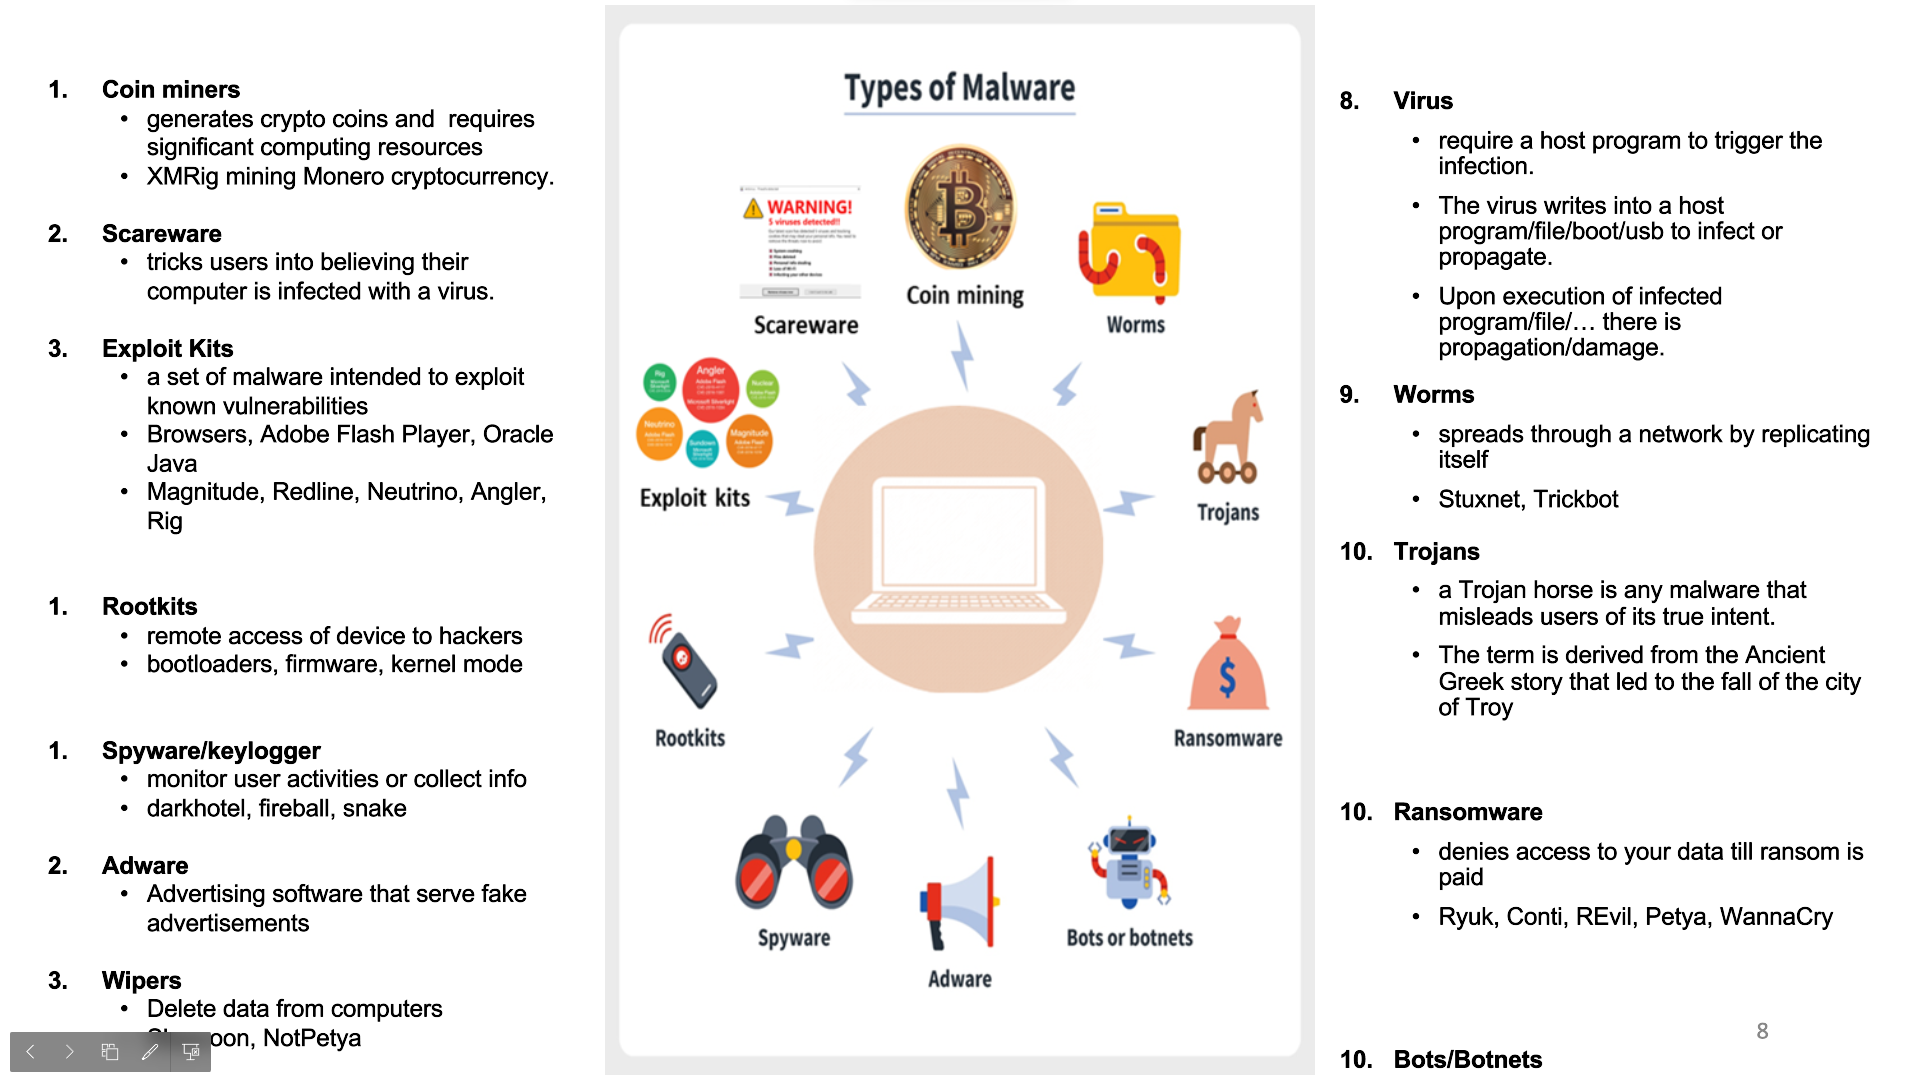 1. Coin miners
• generates crypto coins and  requires
significant computing resources
• XMRig mining Monero cryptocurrency.
2. Scareware
• tricks users into believing their
computer is infected with a virus.
3. Exploit Kits
• a set of malware intended to exploit
known vulnerabilities
• Browsers, Adobe Flash Player, Oracle
Java
• Magnitude, Redline, Neutrino, Angler,
Rig
1. Rootkits
• remote access of device to hackers
• bootloaders, firmware, kernel mode
1. Spyware/keylogger
• monitor user activities or collect info
• darkhotel, fireball, snake
2. Adware
• Advertising software that serve fake
advertisements
3. Wipers
• Delete data from computers
NotPetya
Types of Malware
WARNING!
5 viruses detected!!
Scareware
Coin mining
Worms
Rig
Angler
Adobe Flash
Nuclear
Adobe Flash
Neutrino
Adobe Flash
Magnitude
Adobe Flash
Exploit kits
Trojans
Rootkits
$
Ransomware
Spyware
Adware
Bots or botnets
8. Virus
• require a host program to trigger the
infection.
• The virus writes into a host
program/file/boot/usb to infect or
propagate.
• Upon execution of infected
program/file/… there is
propagation/damage.
9. Worms
• spreads through a network by replicating
itself
• Stuxnet, Trickbot
10. Trojans
• a Trojan horse is any malware that
misleads users of its true intent.
• The term is derived from the Ancient
Greek story that led to the fall of the city
of Troy
10. Ransomware
• denies access to your data till ransom is
paid
• Ryuk, Conti, REvil, Petya, WannaCry
8
10. Bots/Botnets